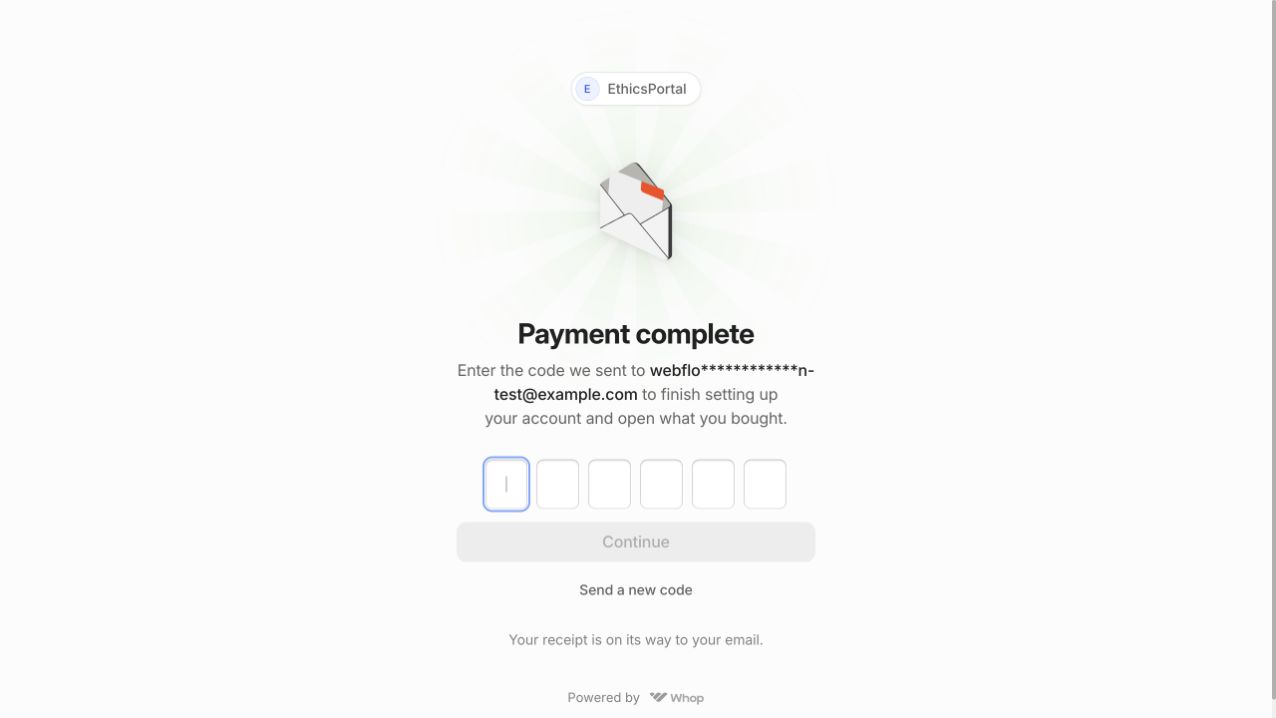 E EthicsPortal
Payment complete
Enter the code we sent to webflo************n-
test@example.com to finish setting up
your account and open what you bought.
Continue
Send a new code
Your receipt is on its way to your email.
Powered by Whop